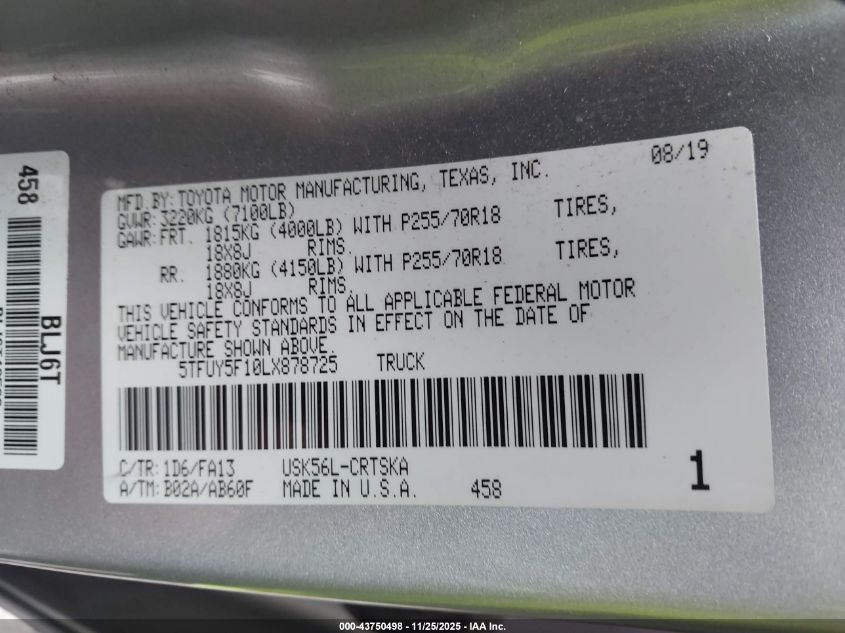 458
BLJ6T
08/19
MFD.BY:TOYOTA MOTOR MANUFACTURING, TEXAS, INC.
GVWR:3220KG (7100LB)
GAWR:FRT. 1815KG (4000LB) WITH P255/70R18 TIRES,
18X8J RIMS.
RR. 1880KG (4150LB) WITH P255/70R18 TIRES,
18X8J RIMS.
THIS VEHICLE CONFORMS TO ALL APPLICABLE FEDERAL MOTOR
VEHICLE SAFETY STANDARDS IN EFFECT ON THE DATE OF
MANUFACTURE SHOWN ABOVE.
5TFUY5F10LX878725 TRUCK
C/TR:1D6/FA13 USK56L-CRTSKA
A/TM:B02A/AB60F MADE IN U.S.A. 458
1
000-43750498 - 11/25/2025 - IAA Inc.